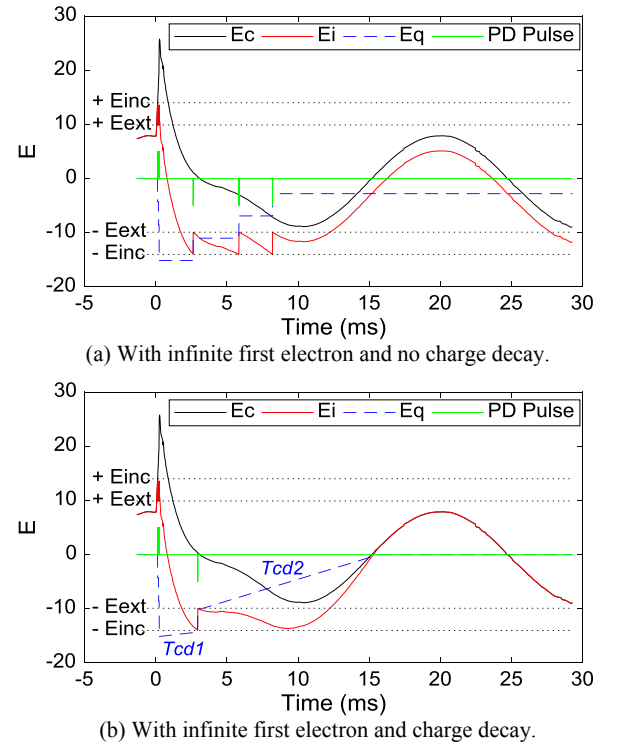 30
Ec Ei Eq PD Pulse
20
+ Einc
10
+ Eext
E
0
- Eext
-10
- Einc
-20
-5 0 5 10 15 20 25 30
Time (ms)
(a) With infinite first electron and no charge decay.
30
Ec Ei Eq PD Pulse
20
+ Einc
10
+ Eext
E
0
Tcd2
- Eext
-10
- Einc
Tcd1
-20
-5 0 5 10 15 20 25 30
Time (ms)
(b) With infinite first electron and charge decay.